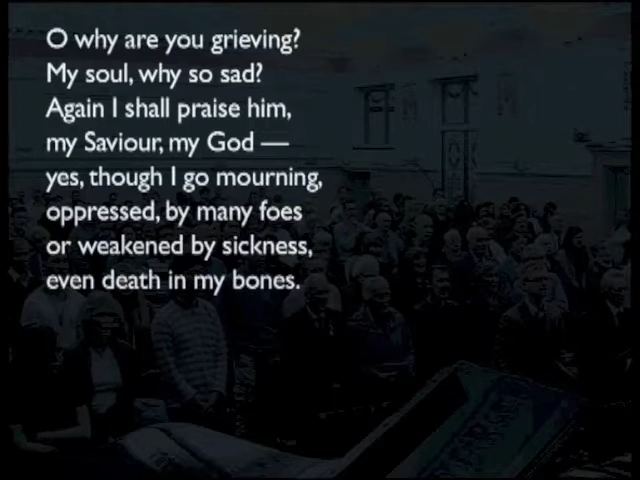 O why are you grieving?
My soul, why so sad?
Again I shall praise him,
my Saviour, my God —
yes, though I go mourning,
oppressed, by many foes
or weakened by sickness,
even death in my bones.